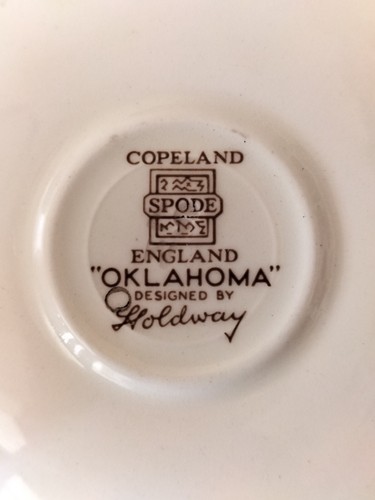 COPELAND
SPODE
ENGLAND
"OKLAHOMA"
DESIGNED BY
Holdway